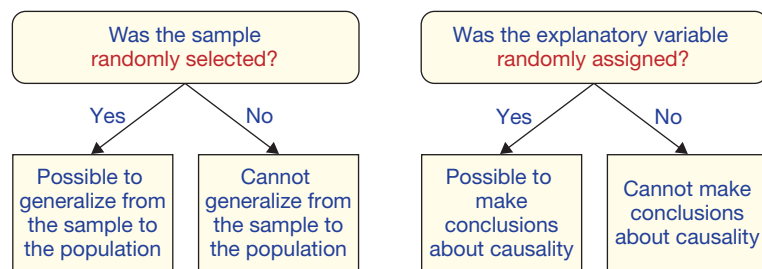 Was the sample
randomly selected?
Yes
No
Possible to
generalize from
the sample to
the population
Cannot
generalize from
the sample to
the population
Was the explanatory variable
randomly assigned?
Yes
No
Possible to
make
conclusions
about causality
Cannot make
conclusions
about causality